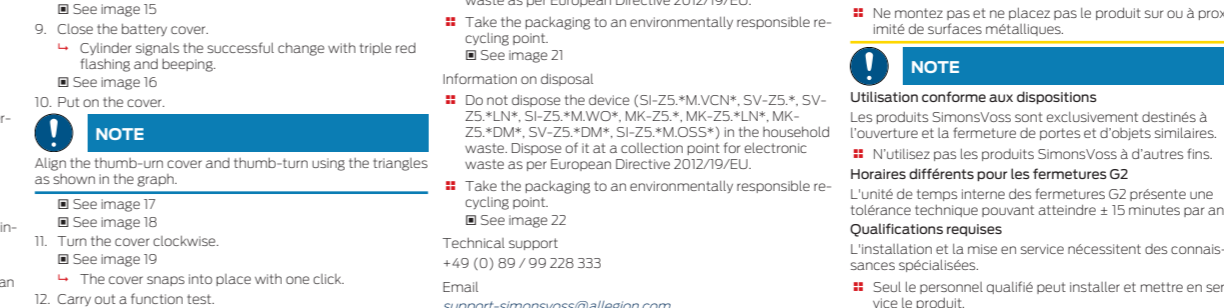 r-
in-
an
▣ See image 15
9. Close the battery cover.
↳ Cylinder signals the successful change with triple red
flashing and beeping.
▣ See image 16
10. Put on the cover.
NOTE
Align the thumb-urn cover and thumb-turn using the triangles
as shown in the graph.
▣ See image 17
▣ See image 18
11. Turn the cover clockwise.
▣ See image 19
↳ The cover snaps into place with one click.
12. Carry out a function test.
waste as per European Directive 2012/19/EU.
Take the packaging to an environmentally responsible re-
cycling point.
▣ See image 21
Information on disposal
Do not dispose the device (SI-Z5.*M.VCN*, SV-Z5.*, SV-
Z5.*LN*, SI-Z5.*M.WO*, MK-Z5.*, MK-Z5.*LN*, MK-
Z5.*DM*, SV-Z5.*DM*, SI-Z5.*M.OSS*) in the household
waste. Dispose of it at a collection point for electronic
waste as per European Directive 2012/19/EU.
Take the packaging to an environmentally responsible re-
cycling point.
▣ See image 22
Technical support
+49 (0) 89 / 99 228 333
Email
support-simonsvoss@allegion.com
Ne montez pas et ne placez pas le produit sur ou à prox-
imité de surfaces métalliques.
NOTE
Utilisation conforme aux dispositions
Les produits SimonsVoss sont exclusivement destinés à
l'ouverture et la fermeture de portes et d'objets similaires.
N'utilisez pas les produits SimonsVoss à d'autres fins.
Horaires différents pour les fermetures G2
L'unité de temps interne des fermetures G2 présente une
tolérance technique pouvant atteindre ± 15 minutes par an.
Qualifications requises
L'installation et la mise en service nécessitent des connais-
sances spécialisées.
Seul le personnel qualifié peut installer et mettre en ser-
vice le produit.